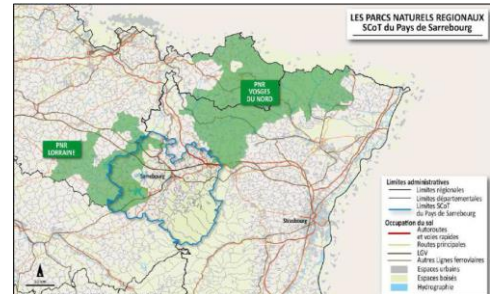 LES PARCS NATURELS REGIONAUX
SCoT du Pays de Sarrebourg
PNR
VOSGES
DU NORD
PNR
LORRAINE
Sarrebourg
Strasbourg
Limites administratives
Limites régionales
Limites départementales
Limites SCoT
du Pays de Sarrebourg
Occupation du sol
Autoroutes
et voies rapides
Routes principales
LGV
Autres Lignes ferroviaires
Espaces urbains
Espaces boisés
Hydrographie